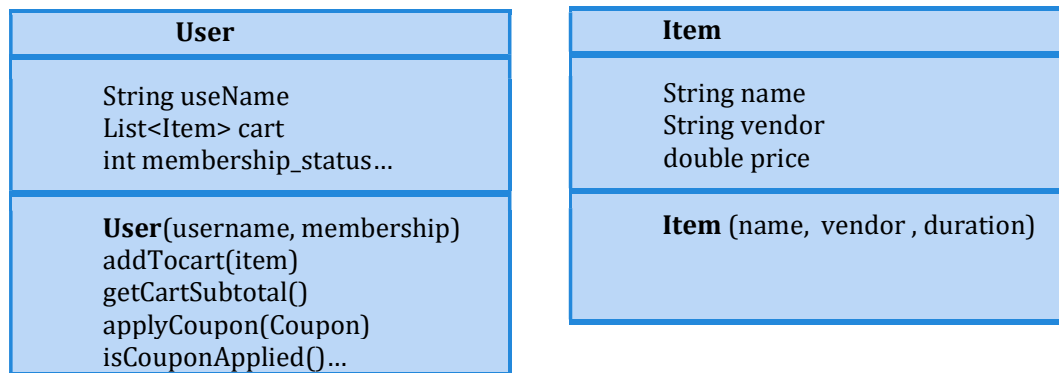 User
String useName
List<Item> cart
int membership_status…
User(username, membership)
addTocart(item)
getCartSubtotal()
applyCoupon(Coupon)
isCouponApplied()…
Item
String name
String vendor
double price
Item (name,  vendor , duration)